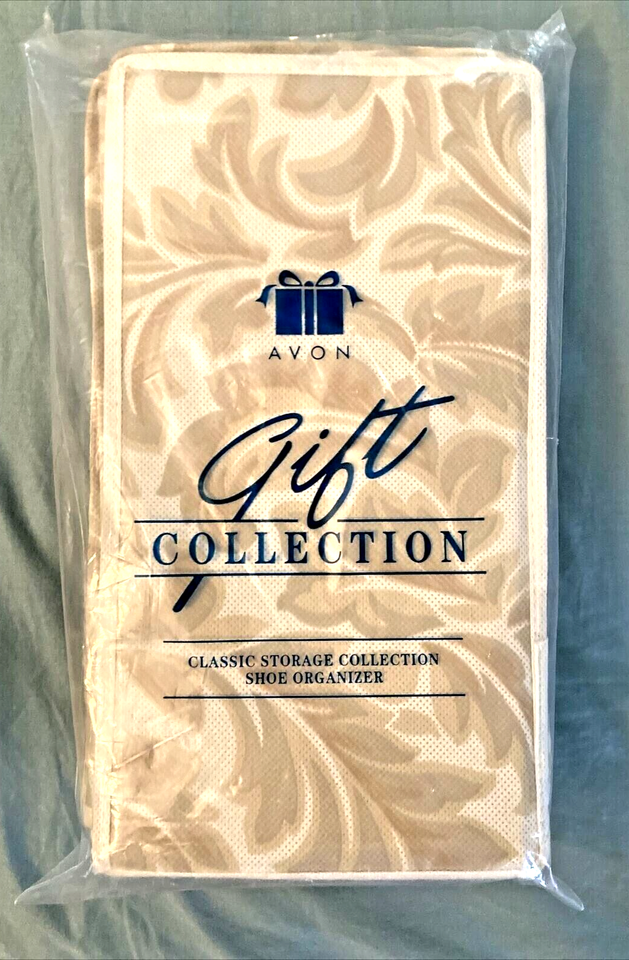 AVON
Gift
COLLECTION
CLASSIC STORAGE COLLECTION
SHOE ORGANIZER